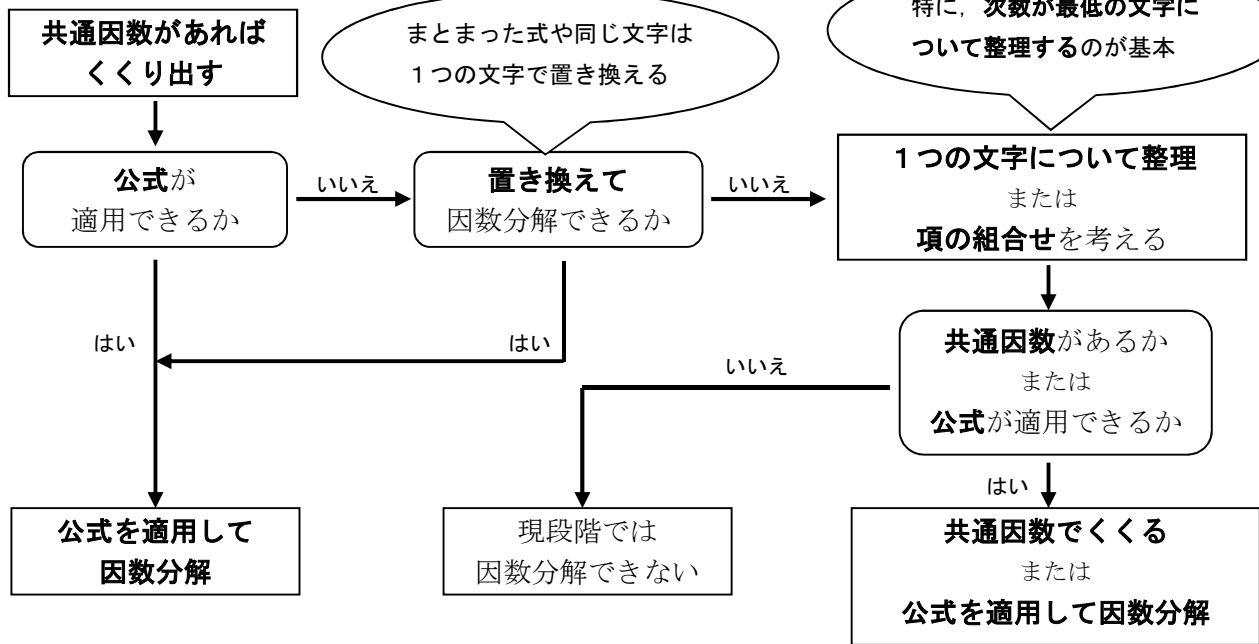 共通因数があれば
くくり出す
まとまった式や同じ文字は
１つの文字で置き換える
特に，次数が最低の文字に
ついて整理するのが基本
公式が
適用できるか
いいえ
置き換えて
因数分解できるか
いいえ
１つの文字について整理
または
項の組合せを考える
はい
はい
いいえ
共通因数があるか
または
公式が適用できるか
はい
公式を適用して
因数分解
現段階では
因数分解できない
共通因数でくくる
または
公式を適用して因数分解